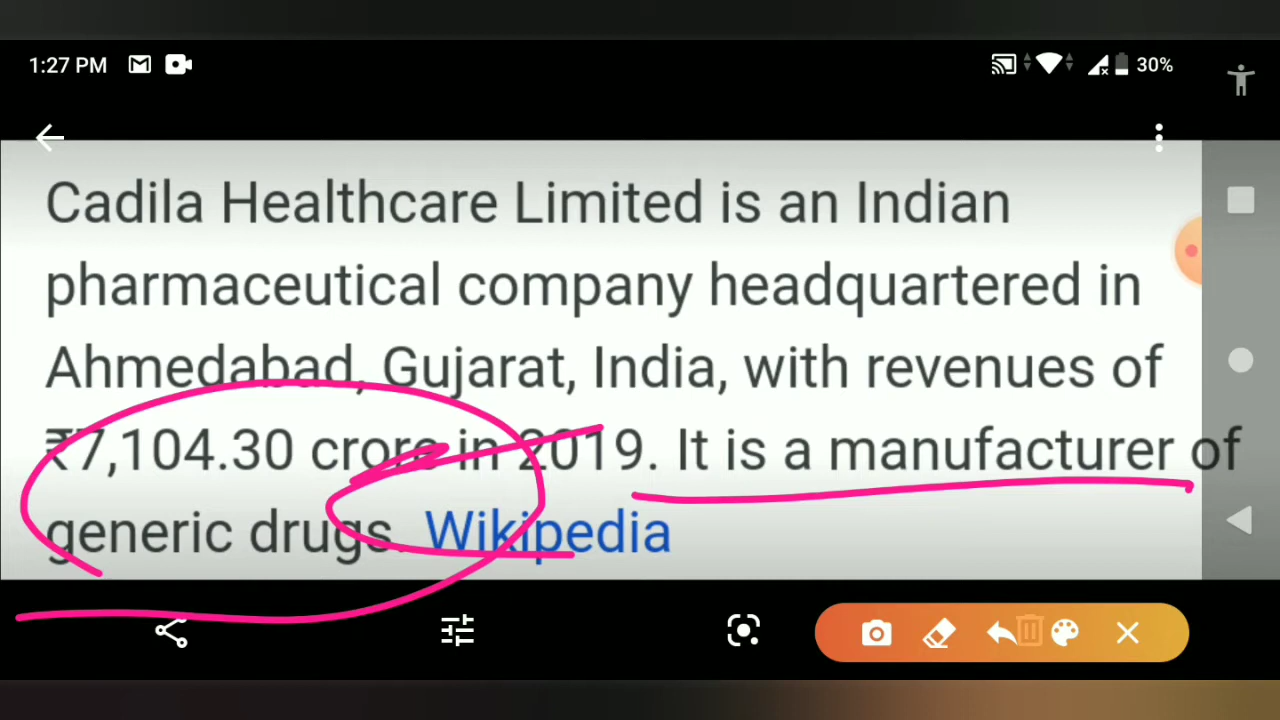 1:27 PM
30%
Cadila Healthcare Limited is an Indian
pharmaceutical company headquartered in
Ahmedabad, Gujarat, India, with revenues of
₹7,104.30 crore in 2019. It is a manufacturer of
generic drugs. Wikipedia